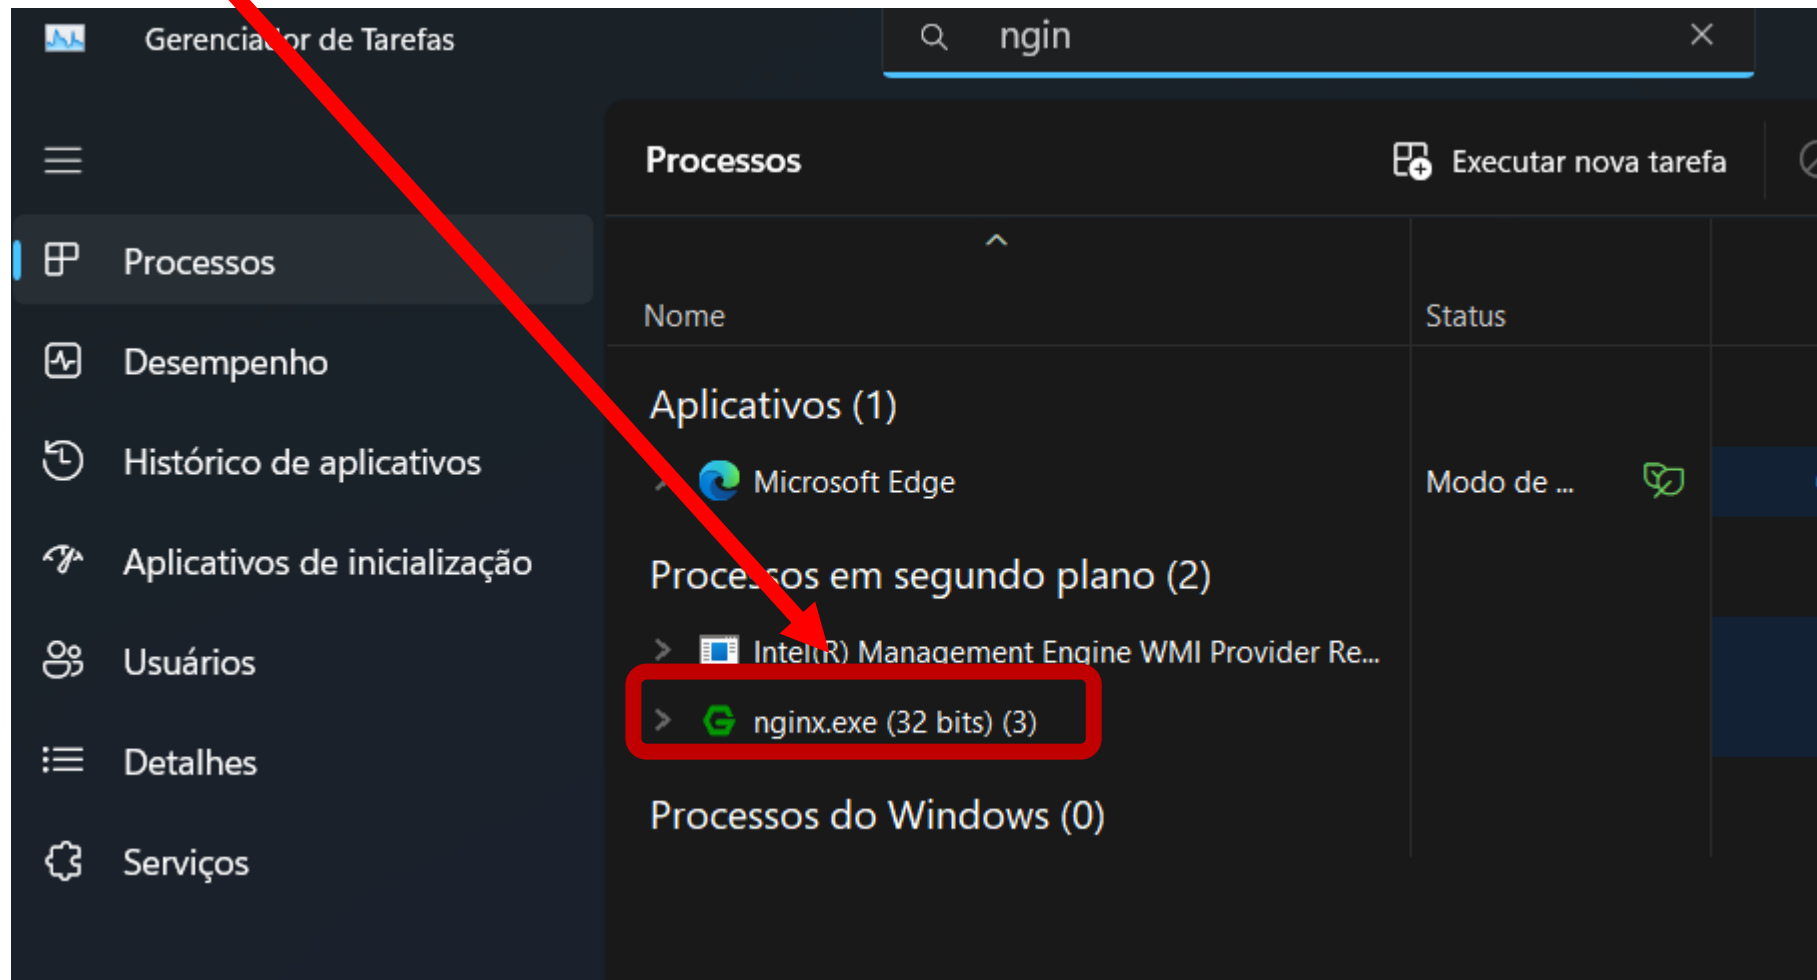 Gerenciador de Tarefas
ngin
Processos
Executar nova tarefa
Nome
Status
Processos
Desempenho
Histórico de aplicativos
Aplicativos de inicialização
Usuários
Detalhes
Serviços
Aplicativos (1)
Microsoft Edge
Modo de ...
Processos em segundo plano (2)
Intel(R) Management Engine WMI Provider Re...
nginx.exe (32 bits) (3)
Processos do Windows (0)